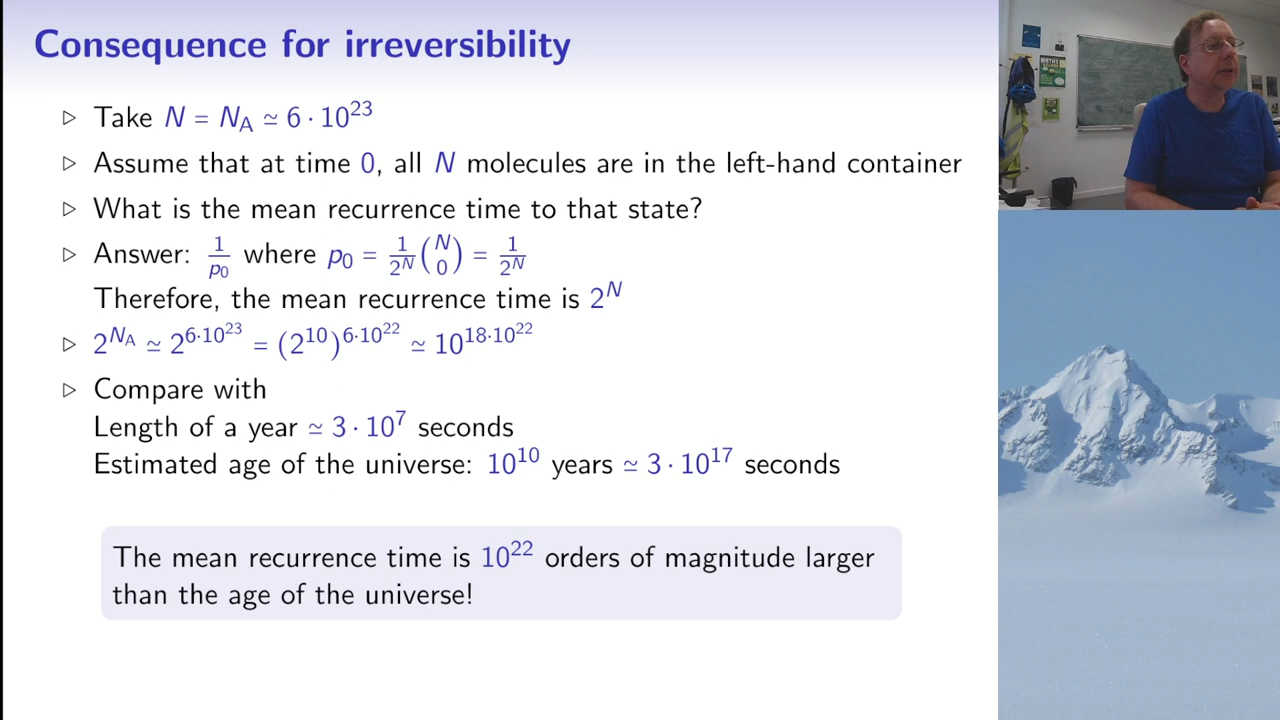 Consequence for irreversibility
▷ Take N = N_A ≃ 6 · 10^23
▷ Assume that at time 0, all N molecules are in the left-hand container
▷ What is the mean recurrence time to that state?
▷ Answer: 1/p_0 where p_0 = 1/2^N (N 0) = 1/2^N
Therefore, the mean recurrence time is 2^N
▷ 2^{N_A} ≃ 2^{6·10^23} = (2^10)^{6·10^22} ≃ 10^{18·10^22}
▷ Compare with
Length of a year ≃ 3 · 10^7 seconds
Estimated age of the universe: 10^10 years ≃ 3 · 10^17 seconds
The mean recurrence time is 10^22 orders of magnitude larger
than the age of the universe!